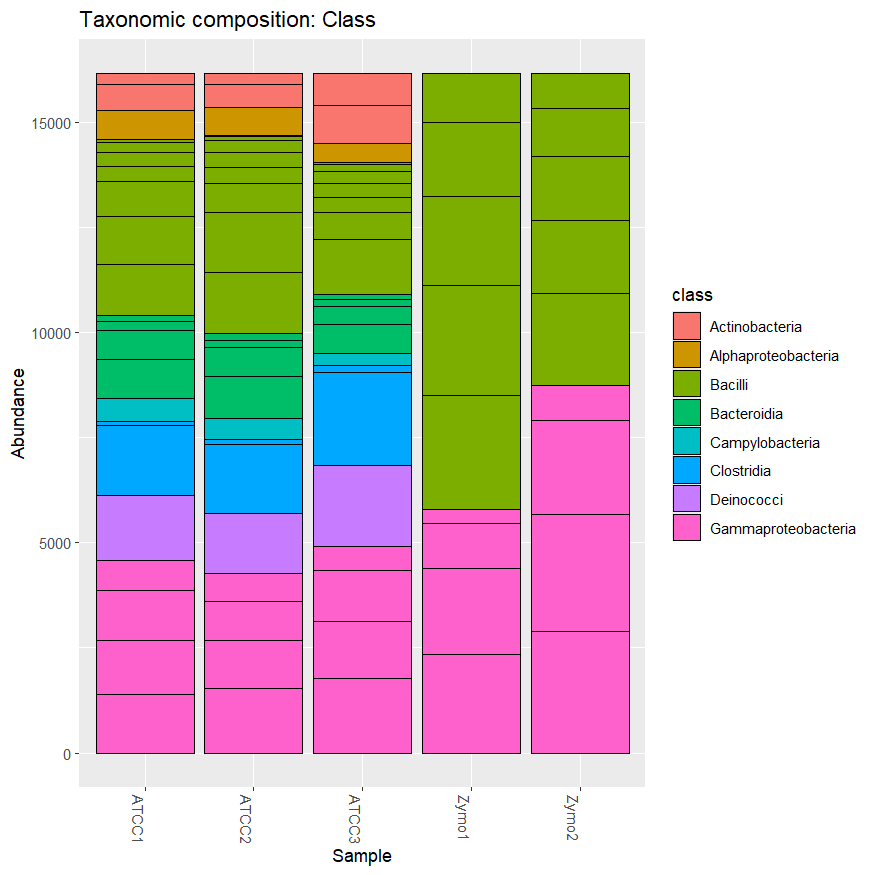 Taxonomic composition: Class
Abundance
15000
10000
5000
0
ATCC1
ATCC2
ATCC3
Zymo1
Zymo2
Sample
class
Actinobacteria
Alphaproteobacteria
Bacilli
Bacteroidia
Campylobacteria
Clostridia
Deinococci
Gammaproteobacteria